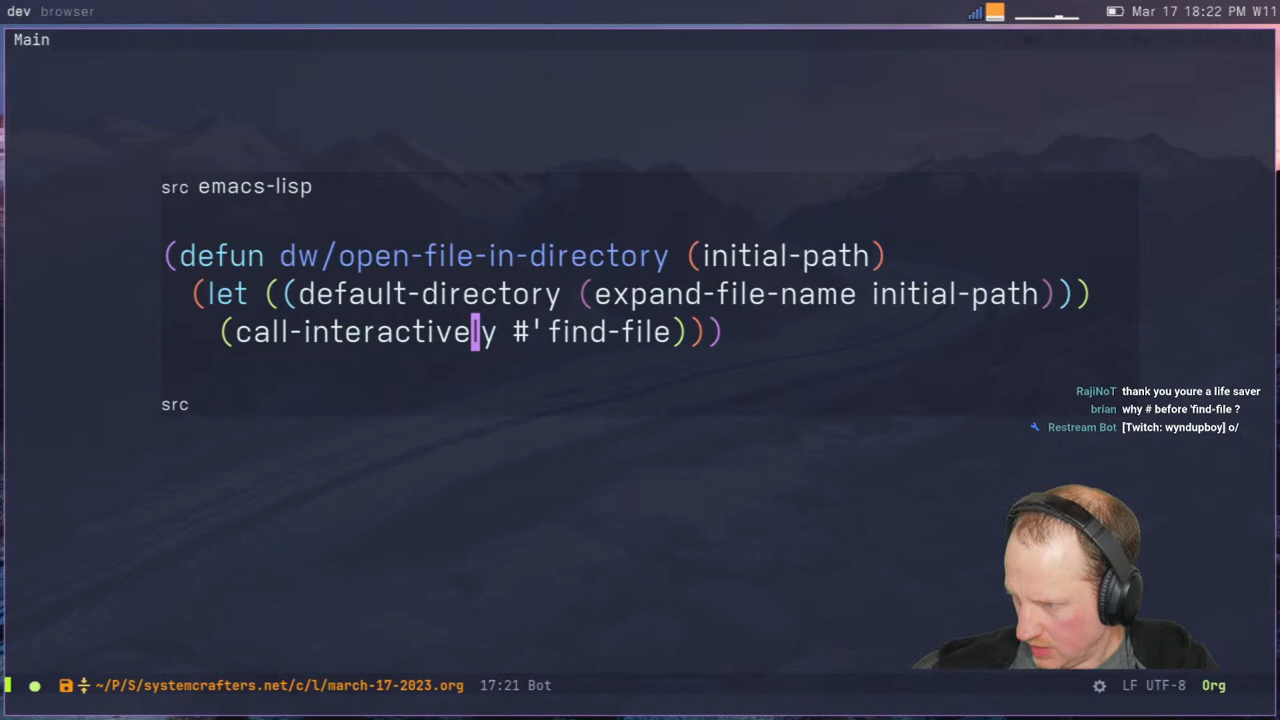 dev browser
Mar 17 18:22 PM W11
Main
src emacs-lisp
(defun dw/open-file-in-directory (initial-path)
(let ((default-directory (expand-file-name initial-path)))
(call-interactively #'find-file)))
src
RajiNoT thank you youre a life saver
brian why # before 'find-file ?
Restream Bot [Twitch: wyndupboy] o/
~/P/S/systemcrafters.net/c/l/march-17-2023.org 17:21 Bot
LF UTF-8 Org